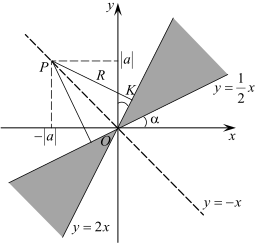 y
P
|a|
R
K
y = 1/2 x
α
−|a|
O
x
y = −x
y = 2x